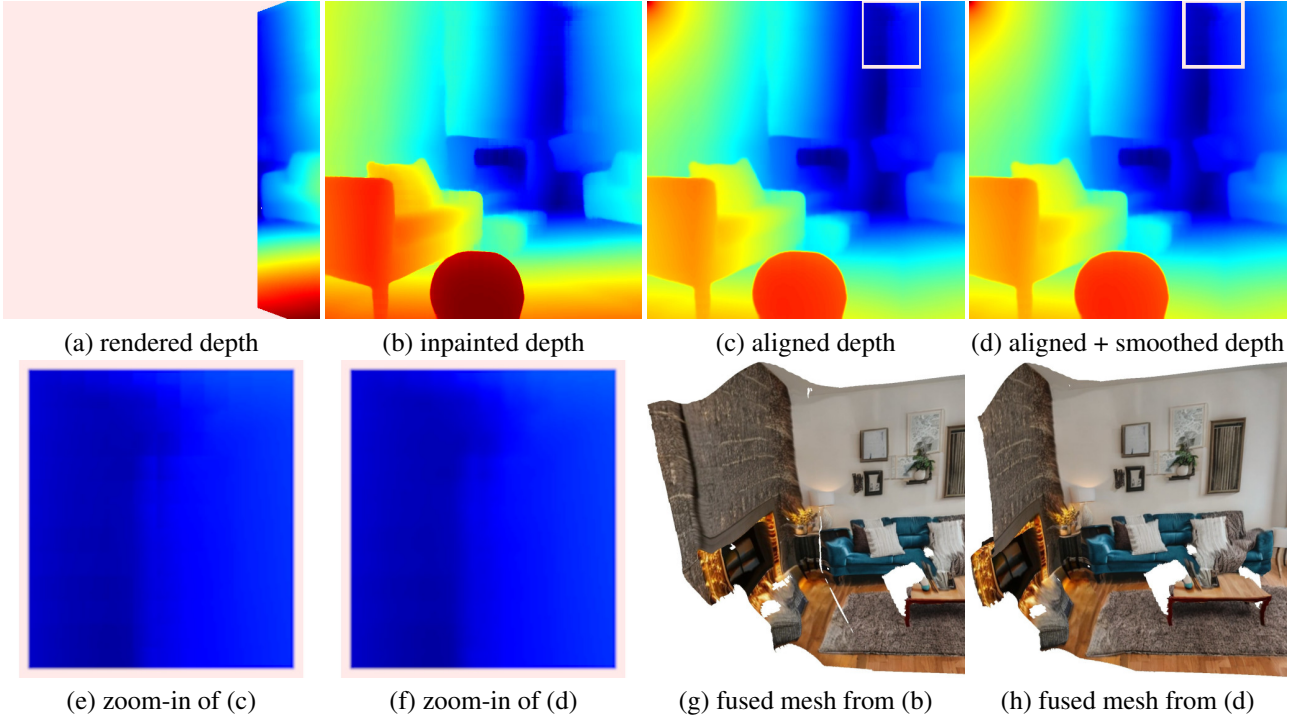 (a) rendered depth
(b) inpainted depth
(c) aligned depth
(d) aligned + smoothed depth
(e) zoom-in of (c)
(f) zoom-in of (d)
(g) fused mesh from (b)
(h) fused mesh from (d)